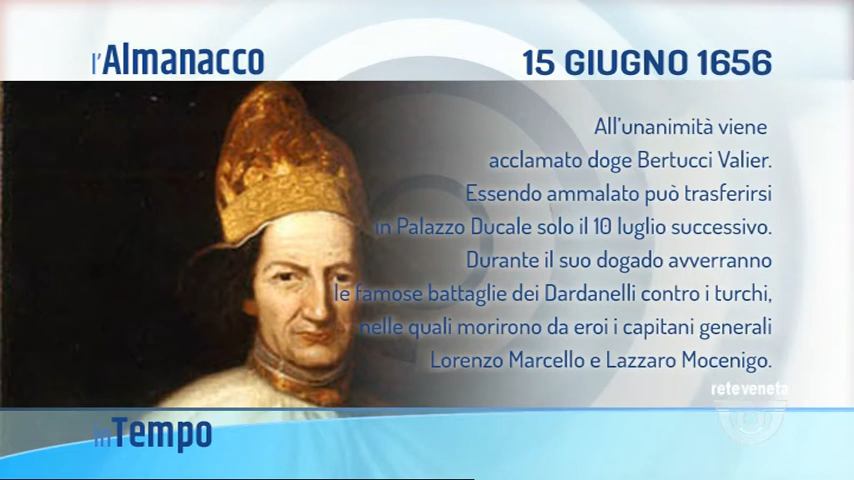 l'Almanacco
15 GIUGNO 1656
All'unanimità viene
acclamato doge Bertucci Valier.
Essendo ammalato può trasferirsi
in Palazzo Ducale solo il 10 luglio successivo.
Durante il suo dogado avverranno
le famose battaglie dei Dardanelli contro i turchi,
nelle quali morirono da eroi i capitani generali
Lorenzo Marcello e Lazzaro Mocenigo.
reteveneta
inTempo